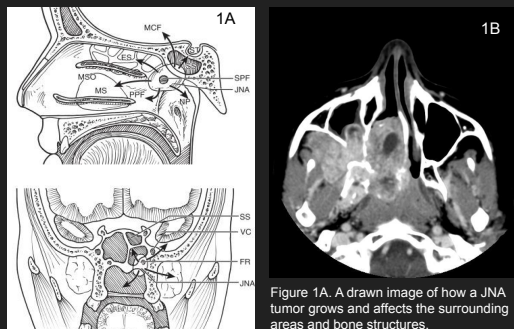 1A
MCF
ES
SPF
MSO
JNA
MS
PPF
NP
SS
VC
FR
JNA
1B
Figure 1A. A drawn image of how a JNA
tumor grows and affects the surrounding
areas and bone structures.